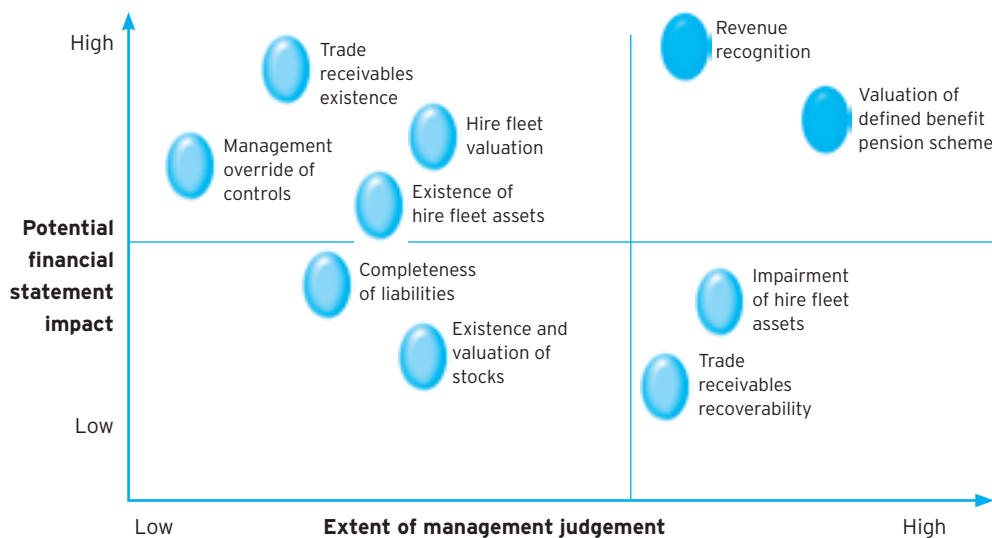 High
Trade
receivables
existence
Revenue
recognition
Valuation of
defined benefit
pension scheme
Hire fleet
valuation
Management
override of
controls
Existence of
hire fleet assets
Potential
financial
statement
impact
Completeness
of liabilities
Impairment
of hire fleet
assets
Existence and
valuation of
stocks
Trade
receivables
recoverability
Low
Low
Extent of management judgement
High